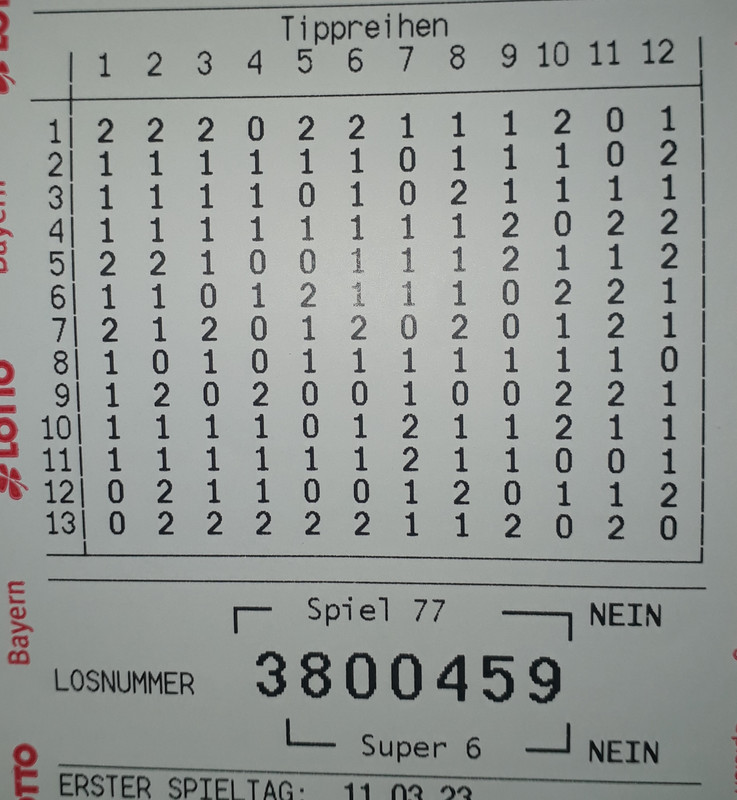 Tippreihen
1 2 3 4 5 6 7 8 9 10 11 12
1 2 2 2 0 2 2 1 1 1 2 0 1
2 1 1 1 1 1 1 0 1 1 1 0 2
3 1 1 1 1 0 1 0 2 1 1 1 1
4 1 1 1 1 1 1 1 1 2 0 2 2
5 2 2 1 0 0 1 1 1 2 1 1 2
6 1 1 0 1 2 1 1 1 0 2 2 1
7 2 1 2 0 1 2 0 2 0 1 2 1
8 1 0 1 0 1 1 1 1 1 1 1 0
9 1 2 0 2 0 0 1 0 0 2 2 1
10 1 1 1 1 0 1 2 1 1 2 1 1
11 1 1 1 1 1 1 2 1 1 0 0 1
12 0 2 1 1 0 0 1 2 0 1 1 2
13 0 2 2 2 2 2 1 1 2 0 2 0
Spiel 77 NEIN
LOSNUMMER 3800459
Super 6 NEIN
ERSTER SPIELTAG: 11.03.23
LOTTO
Bayern